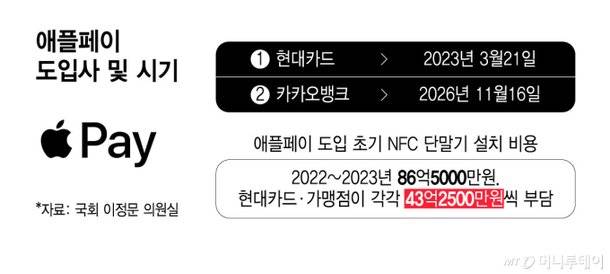 애플페이
도입사 및 시기
① 현대카드 > 2023년 3월21일
② 카카오뱅크 > 2026년 11월16일
Pay
애플페이 도입 초기 NFC 단말기 설치 비용
2022~2023년 86억5000만원.
현대카드·가맹점이 각각 43억2500만원씩 부담
*자료: 국회 이정문 의원실
MT 머니투데이